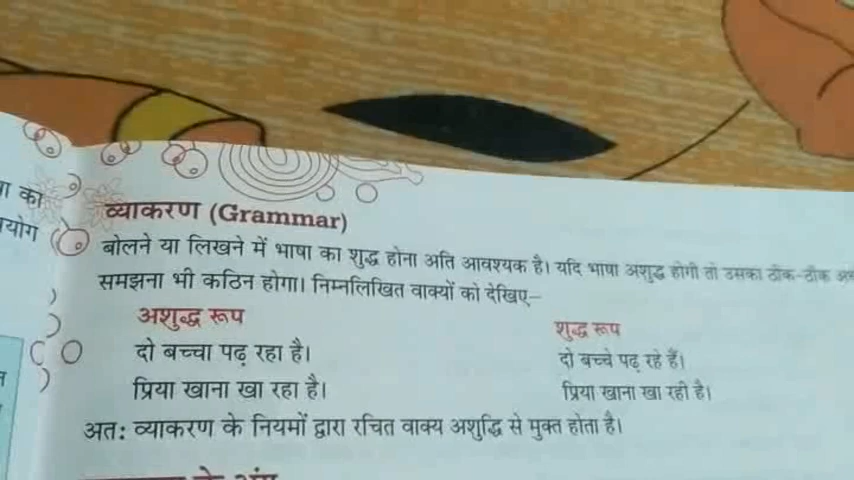 ा का
व्याकरण (Grammar)
योग
बोलने या लिखने में भाषा का शुद्ध होना अति आवश्यक है। यदि भाषा अशुद्ध होगी तो उसका ठीक-ठीक
समझना भी कठिन होगा। निम्नलिखित वाक्यों को देखिए–
अशुद्ध रूप
शुद्ध रूप
दो बच्चा पढ़ रहा है।
दो बच्चे पढ़ रहे हैं।
प्रिया खाना खा रहा है।
प्रिया खाना खा रही है।
अत: व्याकरण के नियमों द्वारा रचित वाक्य अशुद्धि से मुक्त होता है।